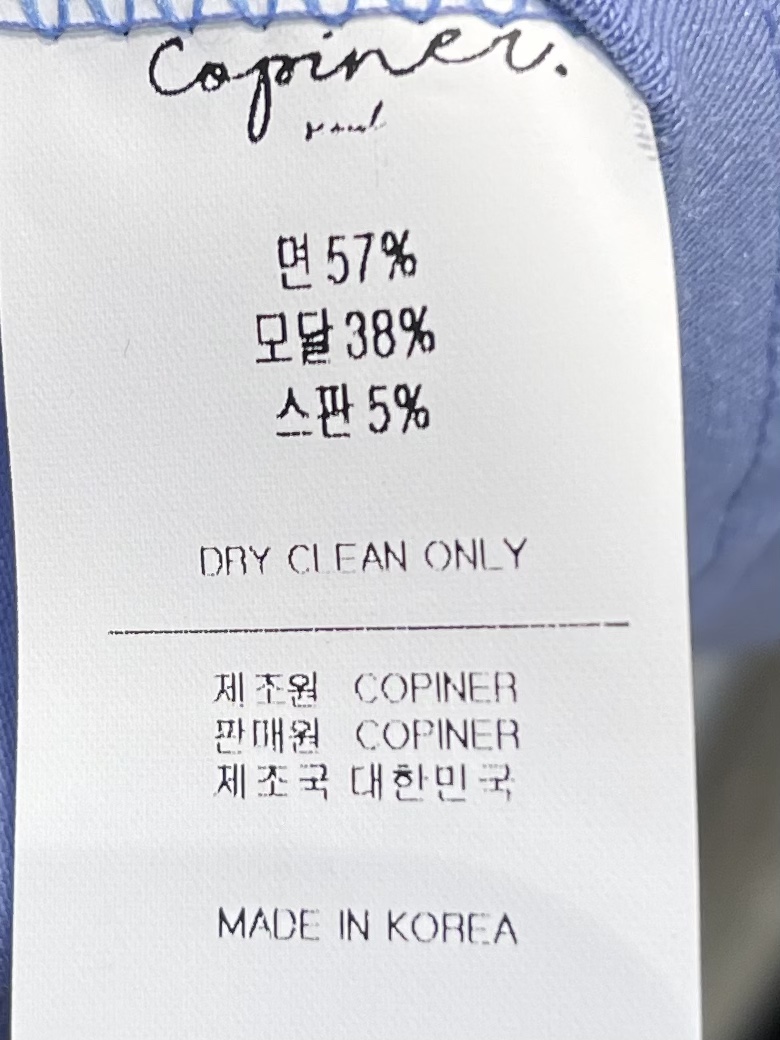 Copiner.
면 57%
모달 38%
스판 5%
DRY CLEAN ONLY
제조원 COPINER
판매원 COPINER
제조국 대한민국
MADE IN KOREA